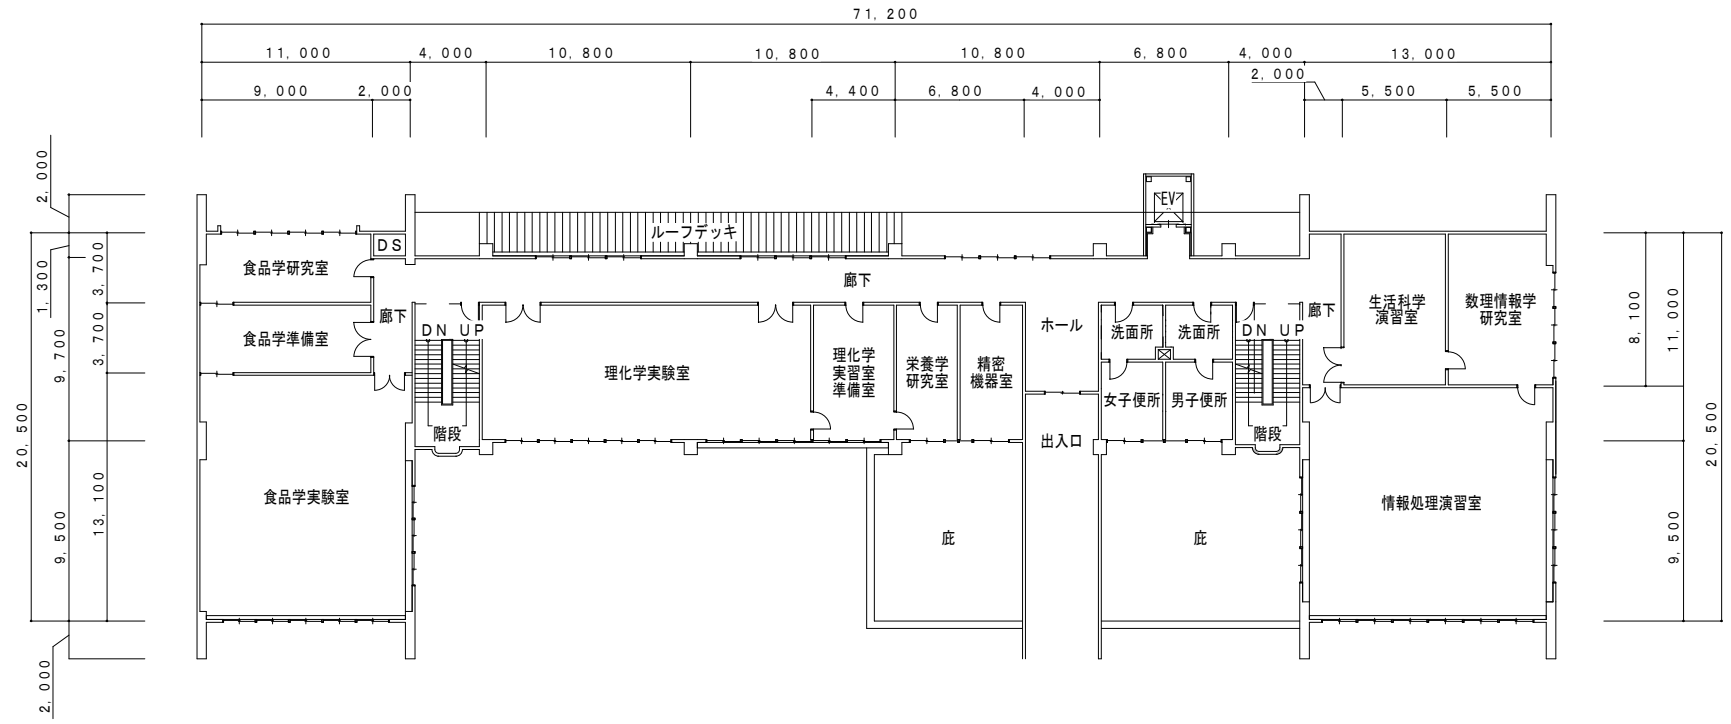 71,200
11,000 4,000 10,800 10,800 10,800 6,800 4,000 13,000
2,000
9,000 2,000 4,400 6,800 4,000 5,500 5,500
2,000
1,300
9,700
9,500
20,500
3,700
3,700
13,100
2,000
8,100
11,000
9,500
20,500
EV
ルーフデッキ
DS
食品学研究室
廊下
食品学準備室
廊下
DN UP
階段
食品学実験室
理化学実験室
理化学
実習室
準備室
栄養学
研究室
精密
機器室
ホール
出入口
洗面所
洗面所
女子便所
男子便所
DN UP
階段
廊下
生活科学
演習室
数理情報学
研究室
情報処理演習室
庇
庇